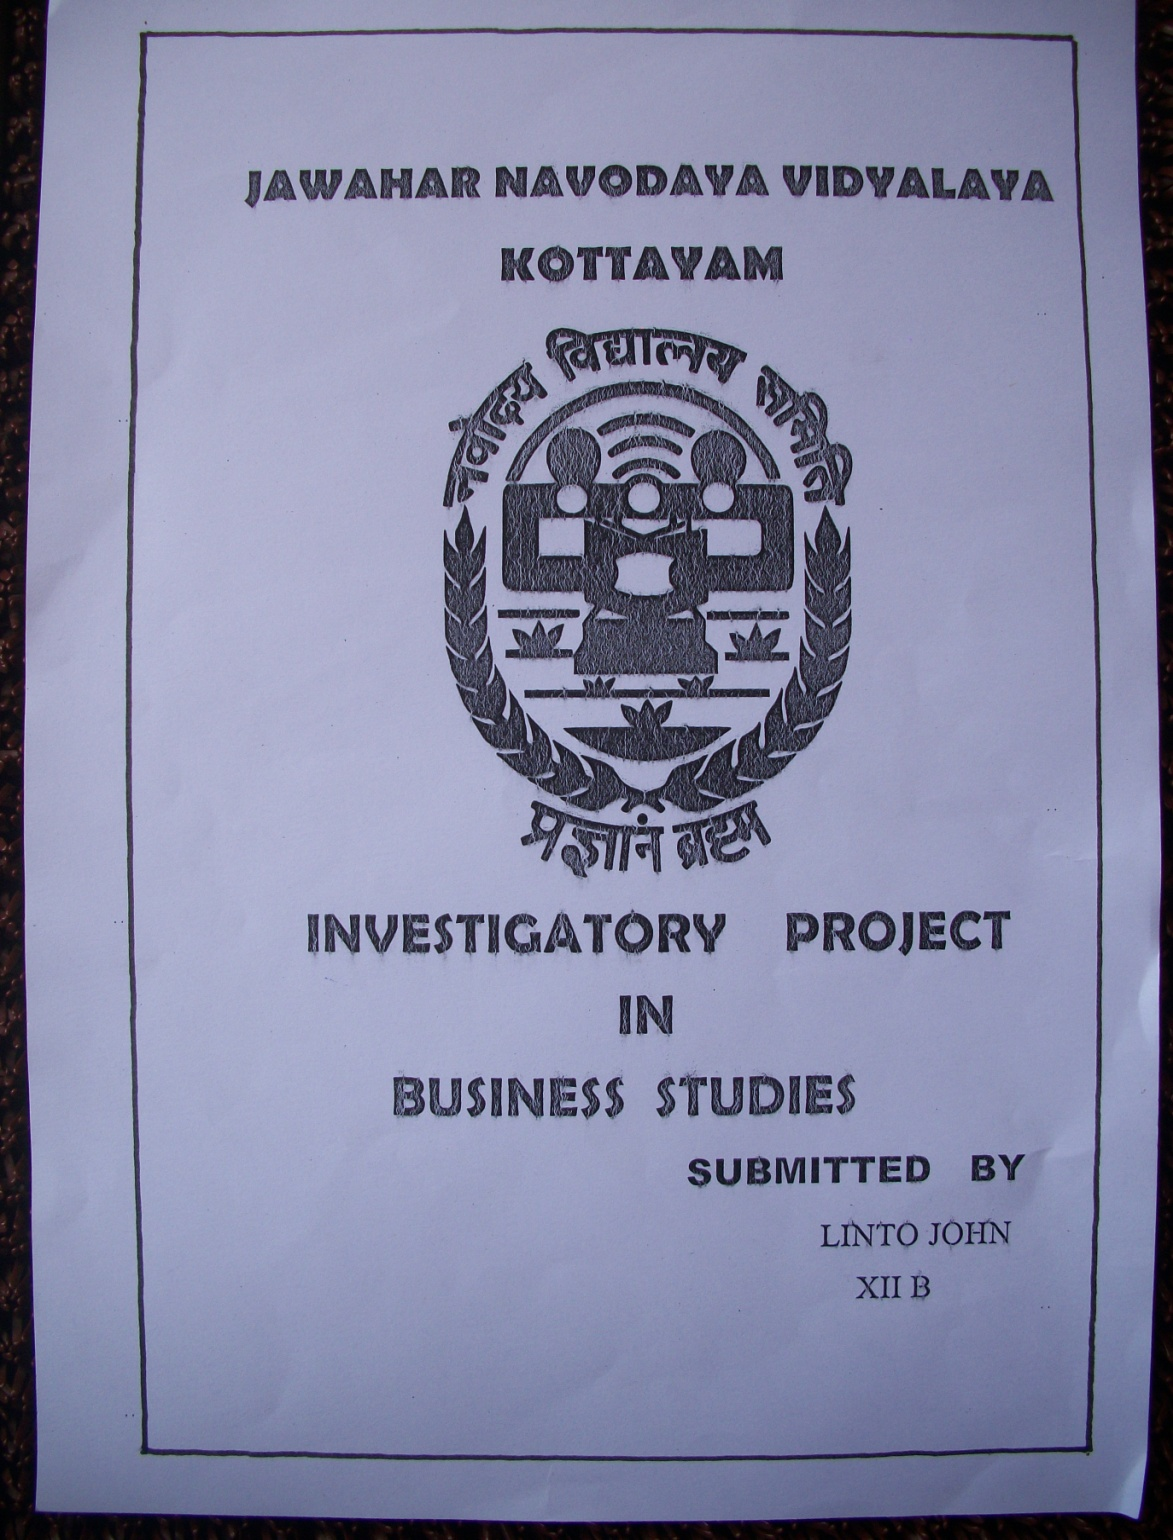 JAWAHAR NAVODAYA VIDYALAYA
KOTTAYAM
नवोदय विद्यालय समिति
प्रज्ञानं ब्रह्म
INVESTIGATORY PROJECT
IN
BUSINESS STUDIES
SUBMITTED BY
LINTO JOHN
XII B